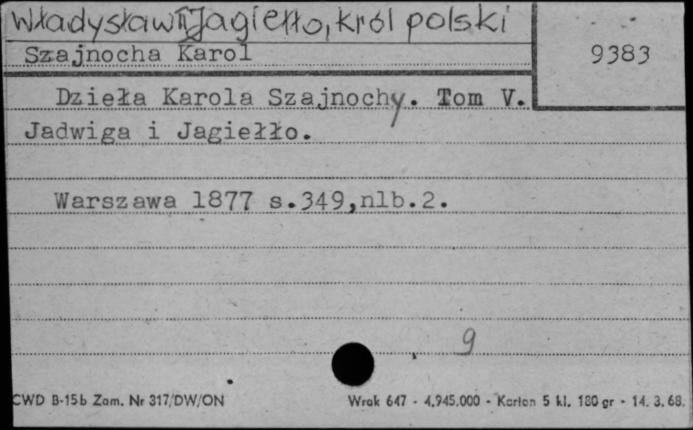 Władysław II Jagiełło, król polski
Szajnocha Karol
9383
Dzieła Karola Szajnochy. Tom V.
Jadwiga i Jagiełło.
Warszawa 1877 s.349,nlb.2.
9
CWD B-15b Zam. Nr 317/DW/ON
Wrak 647 - 4.945.000 - Karton 5 kl. 180 gr - 14. 3. 68.